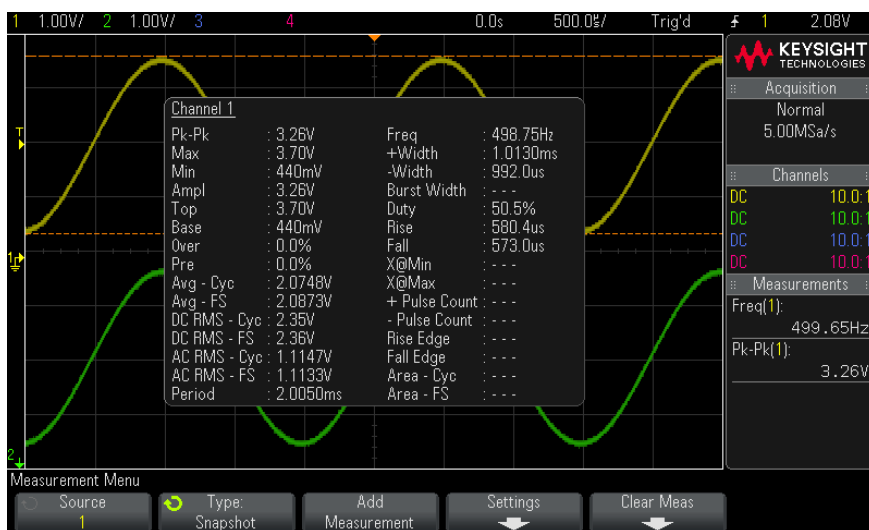 1 1.00V/ 2 1.00V/ 3 4 0.0s 500.0us/ Trig'd 1 2.08V
KEYSIGHT
TECHNOLOGIES
Acquisition
Normal
5.00MSa/s
Channels
DC 10.0:1
DC 10.0:1
DC 10.0:1
DC 10.0:1
Measurements
Freq(1):
499.65Hz
Pk-Pk(1):
3.26V
T
1
2
Channel 1
Pk-Pk : 3.26V Freq : 498.75Hz
Max : 3.70V +Width : 1.0130ms
Min : 440mV -Width : 992.0us
Ampl : 3.26V Burst Width : - - -
Top : 3.70V Duty : 50.5%
Base : 440mV Rise : 580.4us
Over : 0.0% Fall : 573.0us
Pre : 0.0% X@Min : - - -
Avg - Cyc : 2.0748V X@Max : - - -
Avg - FS : 2.0873V + Pulse Count : - - -
DC RMS - Cyc : 2.35V - Pulse Count : - - -
DC RMS - FS : 2.36V Rise Edge : - - -
AC RMS - Cyc : 1.1147V Fall Edge : - - -
AC RMS - FS : 1.1133V Area - Cyc : - - -
Period : 2.0050ms Area - FS : - - -
Measurement Menu
Source Type: Add Settings Clear Meas
1 Snapshot Measurement